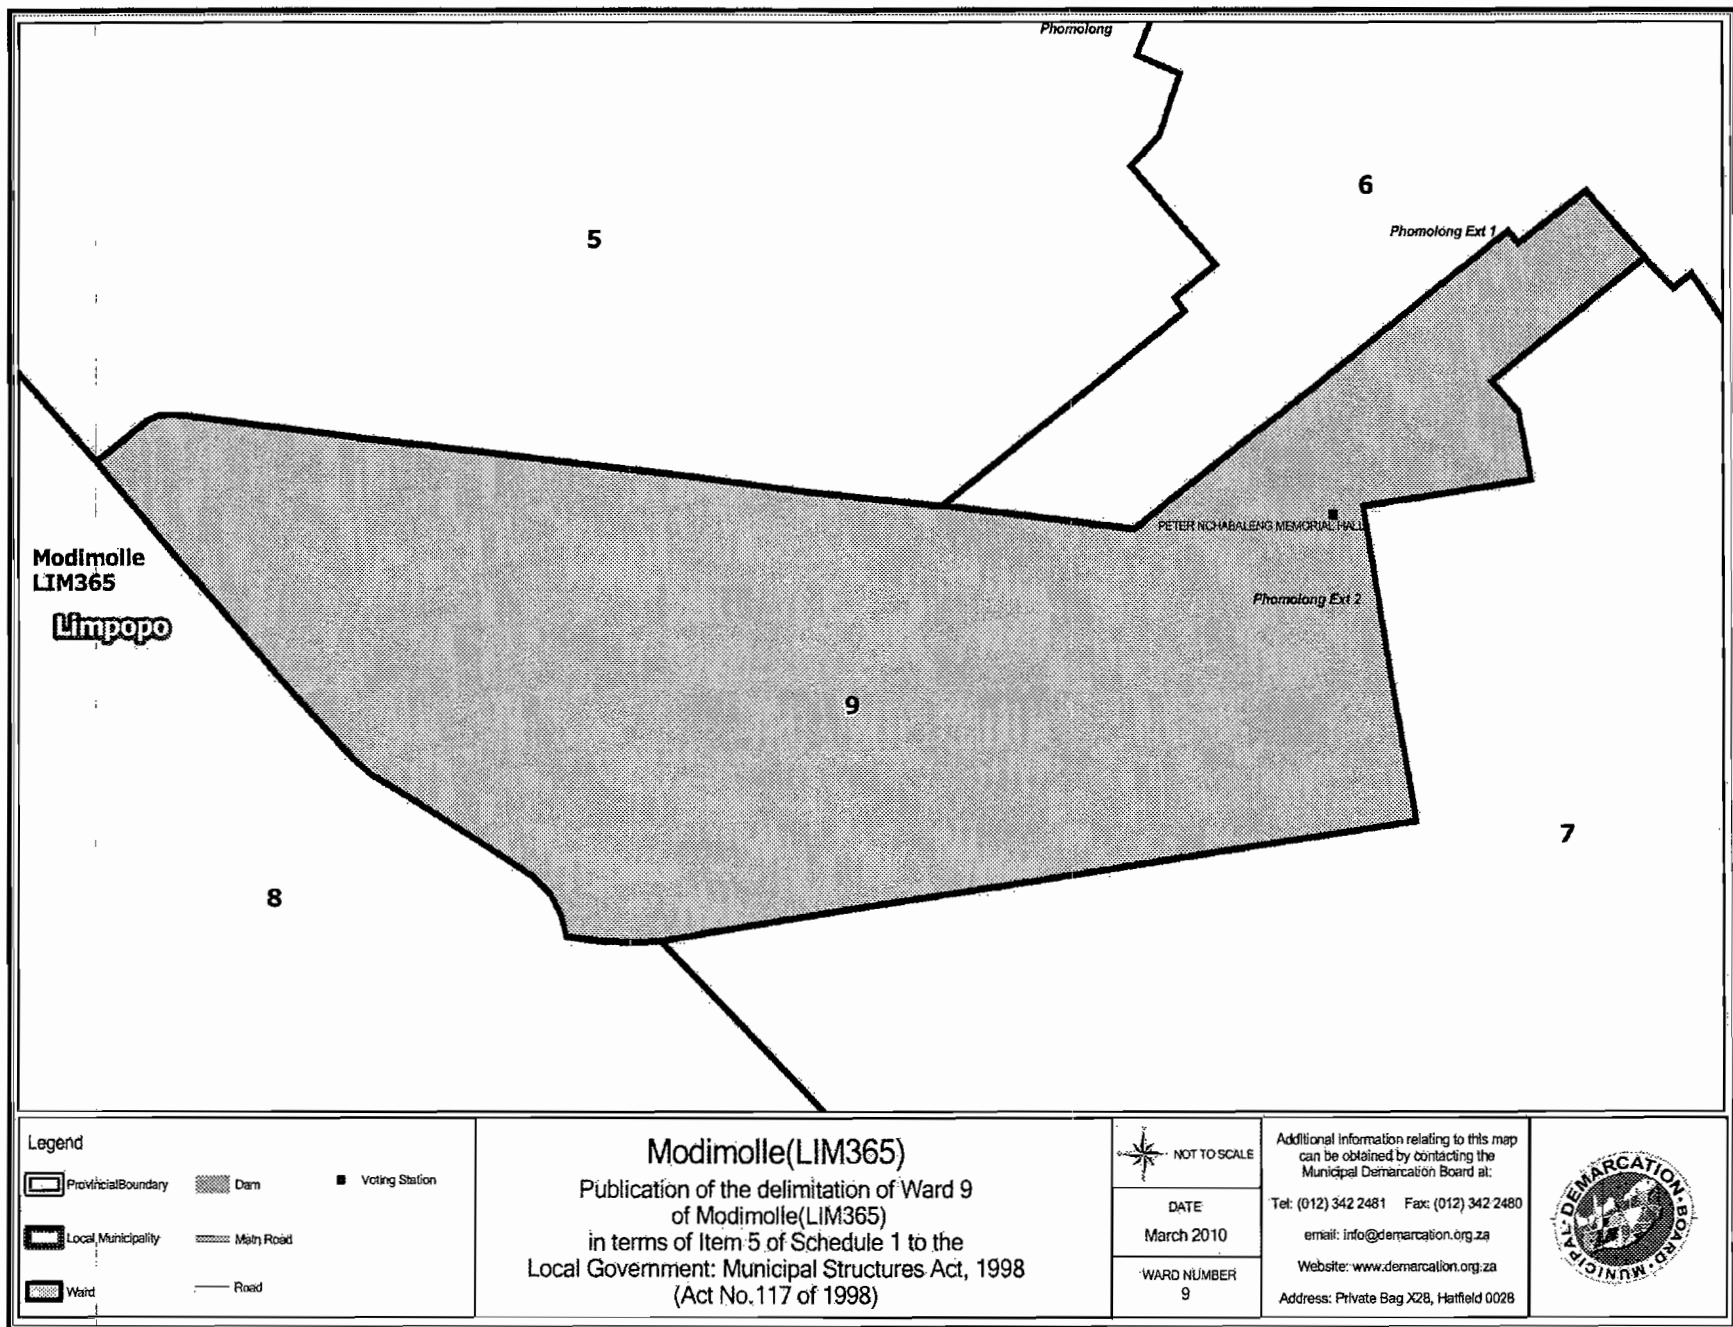 Phomolong
6
Phomolong Ext 1
5
PETER NCHABALENG MEMORIAL HALL
Modimolle
LIM365
Limpopo
Phomolong Ext 2
9
7
8
Legend
ProvincialBoundary
Dam
Voting Station
Local Municipality
Main Road
Ward
Road
Modimolle(LIM365)
Publication of the delimitation of Ward 9
of Modimolle(LIM365)
in terms of Item 5 of Schedule 1 to the
Local Government: Municipal Structures Act, 1998
(Act No.117 of 1998)
NOT TO SCALE
DATE
March 2010
WARD NUMBER
9
Additional information relating to this map
can be obtained by contacting the
Municipal Demarcation Board at:
Tel: (012) 342 2481 Fax: (012) 342 2480
email: info@demarcation.org.za
Website: www.demarcation.org.za
Address: Private Bag X28, Hatfield 0028
MUNICIPAL DEMARCATION BOARD